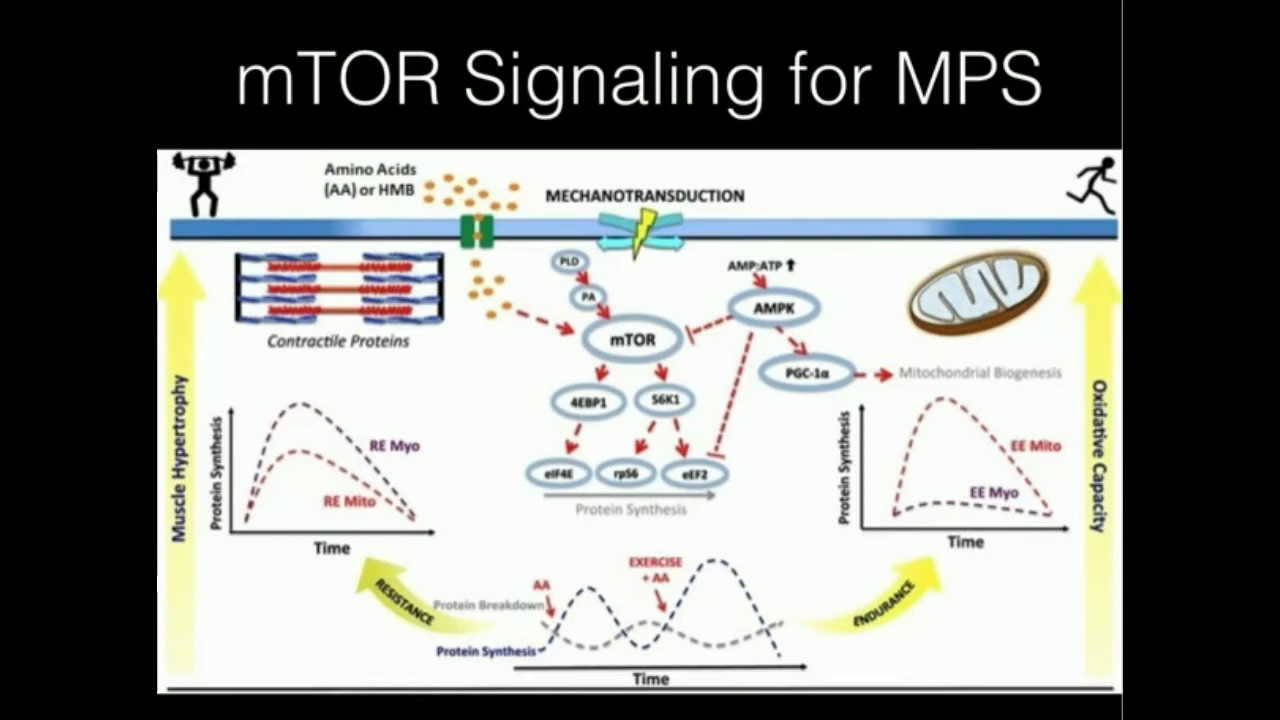 mTOR Signaling for MPS
Amino Acids
(AA) or HMB
MECHANOTRANSDUCTION
PLD
PA
AMP:ATP
AMPK
mTOR
Contractile Proteins
PGC-1α
Mitochondrial Biogenesis
4EBP1
S6K1
eIF4E
rpS6
eEF2
Protein Synthesis
Muscle Hypertrophy
Protein Synthesis
RE Myo
RE Mito
Time
Protein Synthesis
EE Mito
EE Myo
Time
Oxidative Capacity
RESISTANCE
ENDURANCE
AA
EXERCISE
+ AA
Protein Breakdown
Protein Synthesis
Time